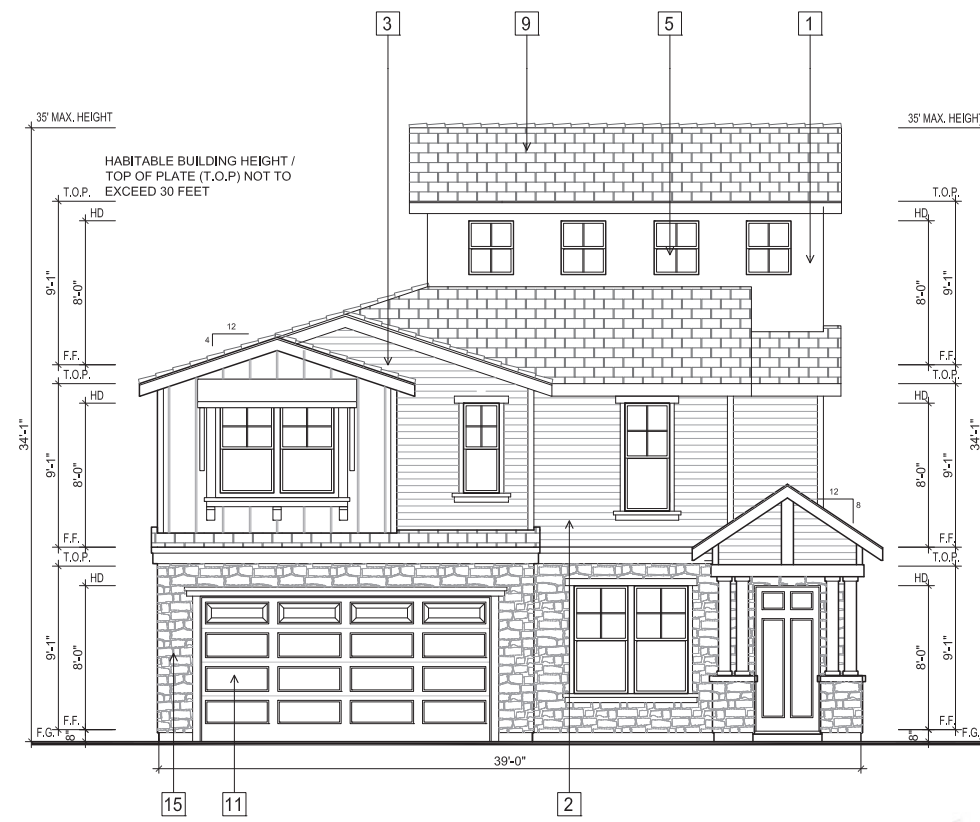 3
9
5
1
35' MAX. HEIGHT
35' MAX. HEIGHT
HABITABLE BUILDING HEIGHT /
TOP OF PLATE (T.O.P) NOT TO
EXCEED 30 FEET
T.O.P.
HD
HD
T.O.P.
9'-1"
8'-0"
8'-0"
9'-1"
12
4
F.F.
T.O.P.
HD
F.F.
T.O.P.
HD
34'-1"
9'-1"
8'-0"
8'-0"
9'-1"
34'-1"
12
8
F.F.
T.O.P.
HD
F.F.
T.O.P.
HD
9'-1"
8'-0"
8'-0"
9'-1"
F.F.
F.G.
8"
F.F.
F.G.
8"
39'-0"
15
11
2